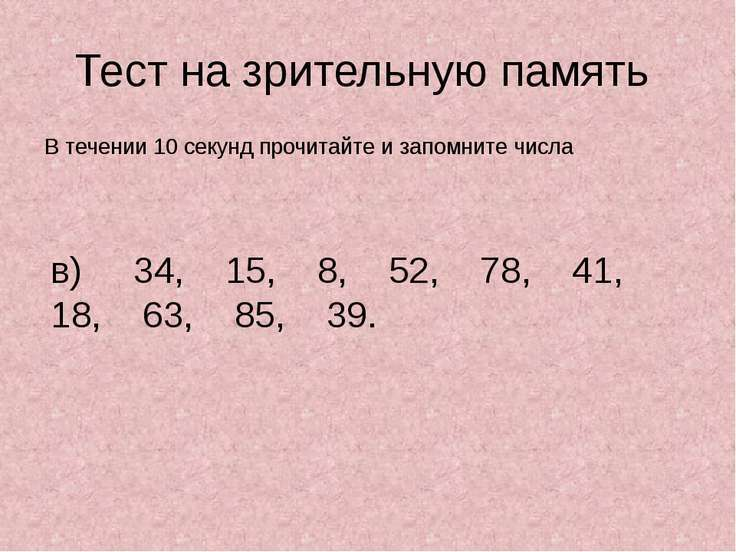 Тест на зрительную память
В течении 10 секунд прочитайте и запомните числа
в) 34, 15, 8, 52, 78, 41,
18, 63, 85, 39.